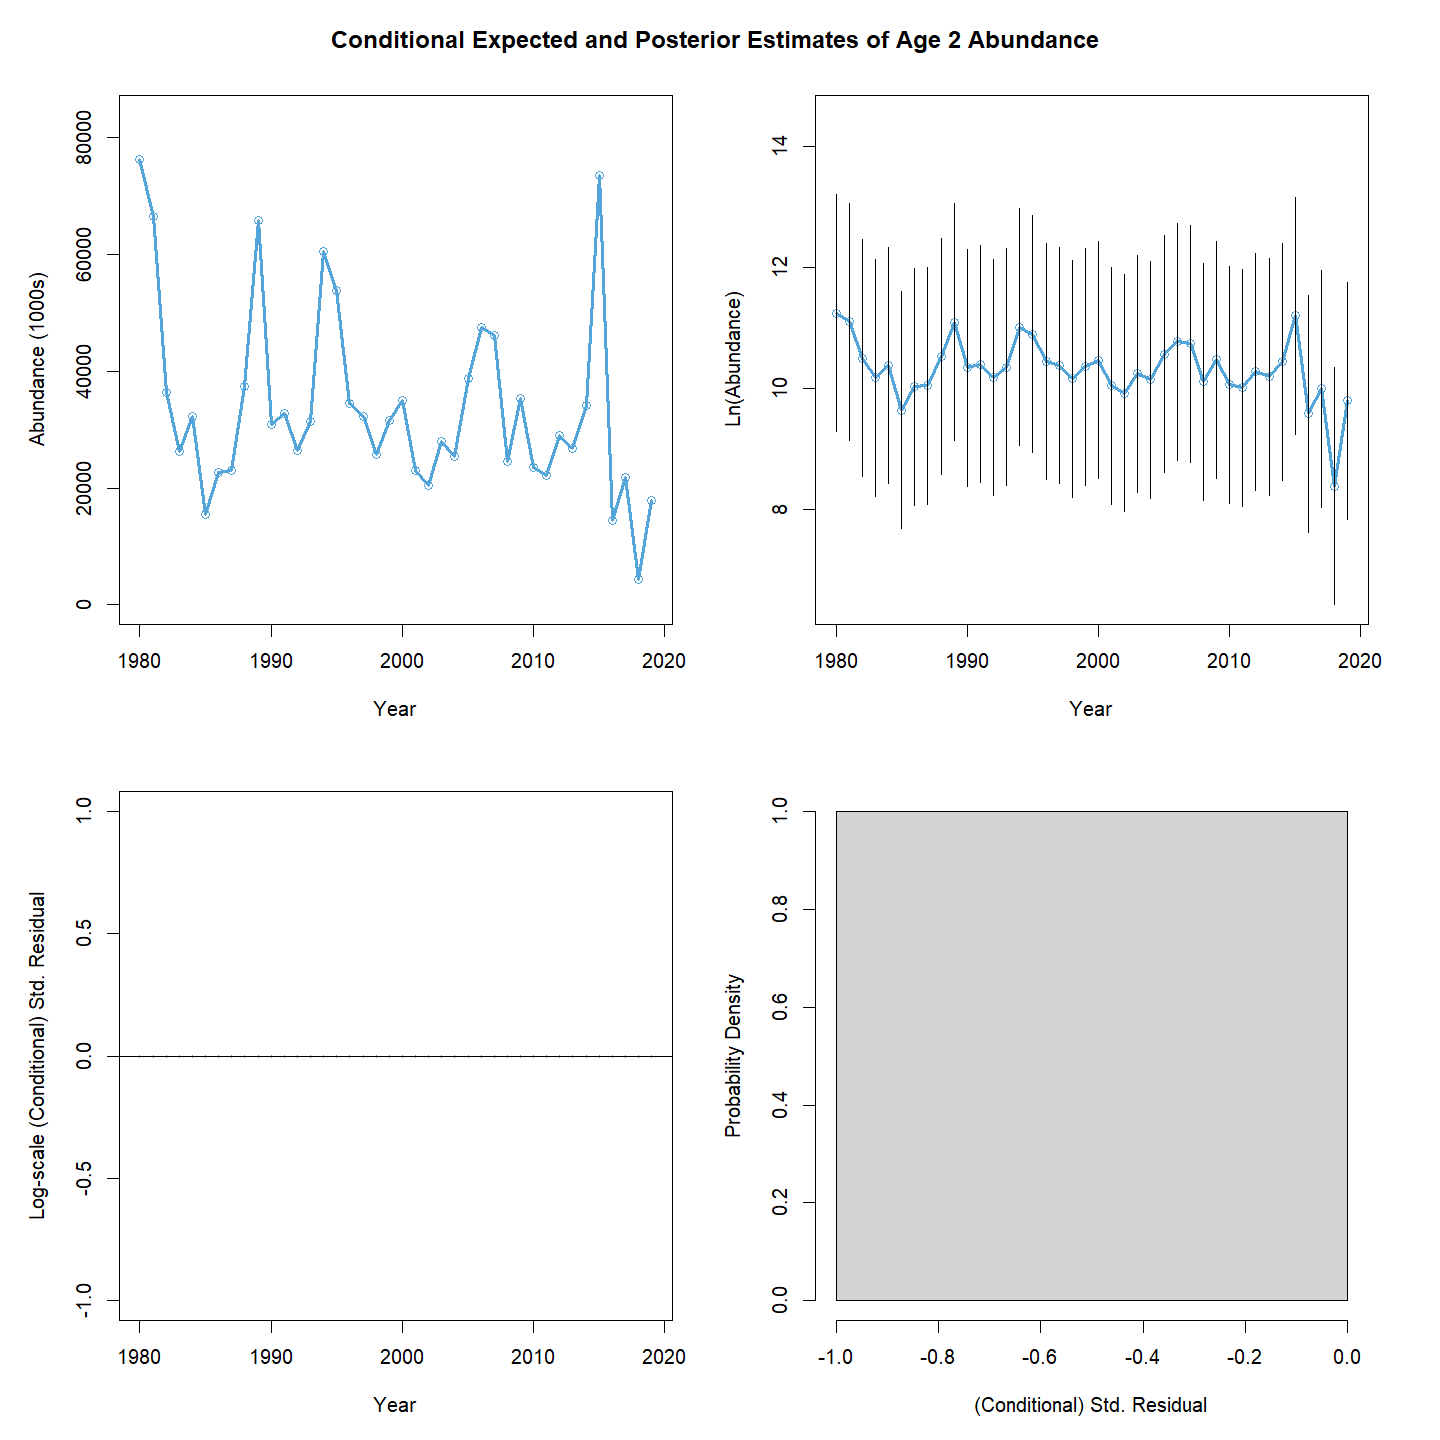 Conditional Expected and Posterior Estimates of Age 2 Abundance
Abundance (1000s)
80000
60000
40000
20000
0
1980 1990 2000 2010 2020
Year
Ln(Abundance)
14
12
10
8
1980 1990 2000 2010 2020
Year
Log-scale (Conditional) Std. Residual
1.0
0.5
0.0
-0.5
-1.0
1980 1990 2000 2010 2020
Year
Probability Density
1.0
0.8
0.6
0.4
0.2
0.0
-1.0 -0.8 -0.6 -0.4 -0.2 0.0
(Conditional) Std. Residual